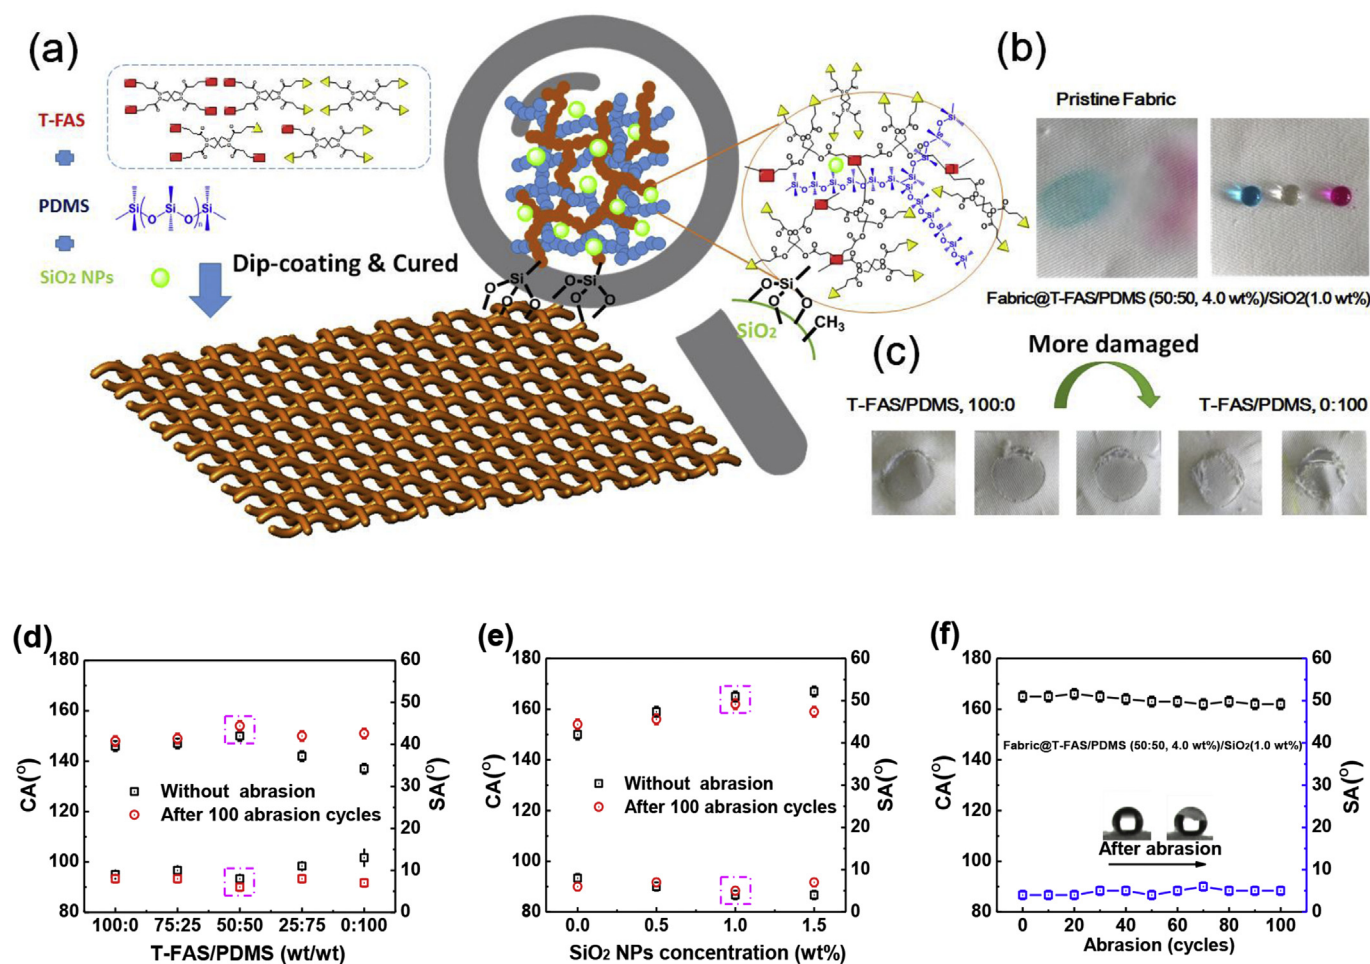 (a)
T-FAS
PDMS
SiO2 NPs
Dip-coating & Cured
Si
Si
O
O
O
O
O
O
Si
SiO2
CH3
(b)
Pristine Fabric
Fabric@T-FAS/PDMS (50:50, 4.0 wt%)/SiO2(1.0 wt%)
(c)
More damaged
T-FAS/PDMS, 100:0
T-FAS/PDMS, 0:100
(d)
CA(°)
180
160
140
120
100
80
60
50
40
30
20
10
0
SA(°)
Without abrasion
After 100 abrasion cycles
100:0 75:25 50:50 25:75 0:100
T-FAS/PDMS (wt/wt)
(e)
CA(°)
180
160
140
120
100
80
60
50
40
30
20
10
0
SA(°)
Without abrasion
After 100 abrasion cycles
0.0 0.5 1.0 1.5
SiO2 NPs concentration (wt%)
(f)
CA(°)
180
160
140
120
100
80
60
50
40
30
20
10
0
SA(°)
Fabric@T-FAS/PDMS (50:50, 4.0 wt%)/SiO2(1.0 wt%)
After abrasion
0 20 40 60 80 100
Abrasion (cycles)